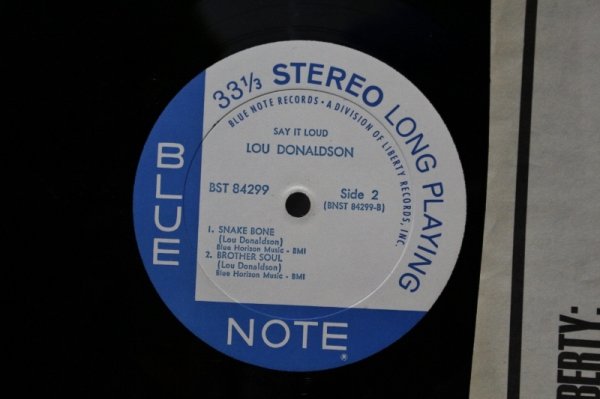 33⅓ STEREO LONG PLAYING
BLUE NOTE RECORDS • A DIVISION OF LIBERTY RECORDS, INC.
SAY IT LOUD
LOU DONALDSON
BST 84299
Side 2
(BNST 84299-B)
1. SNAKE BONE
(Lou Donaldson)
Blue Horizon Music - BMI
2. BROTHER SOUL
(Lou Donaldson)
Blue Horizon Music - BMI
BLUE
NOTE®
BERTY: